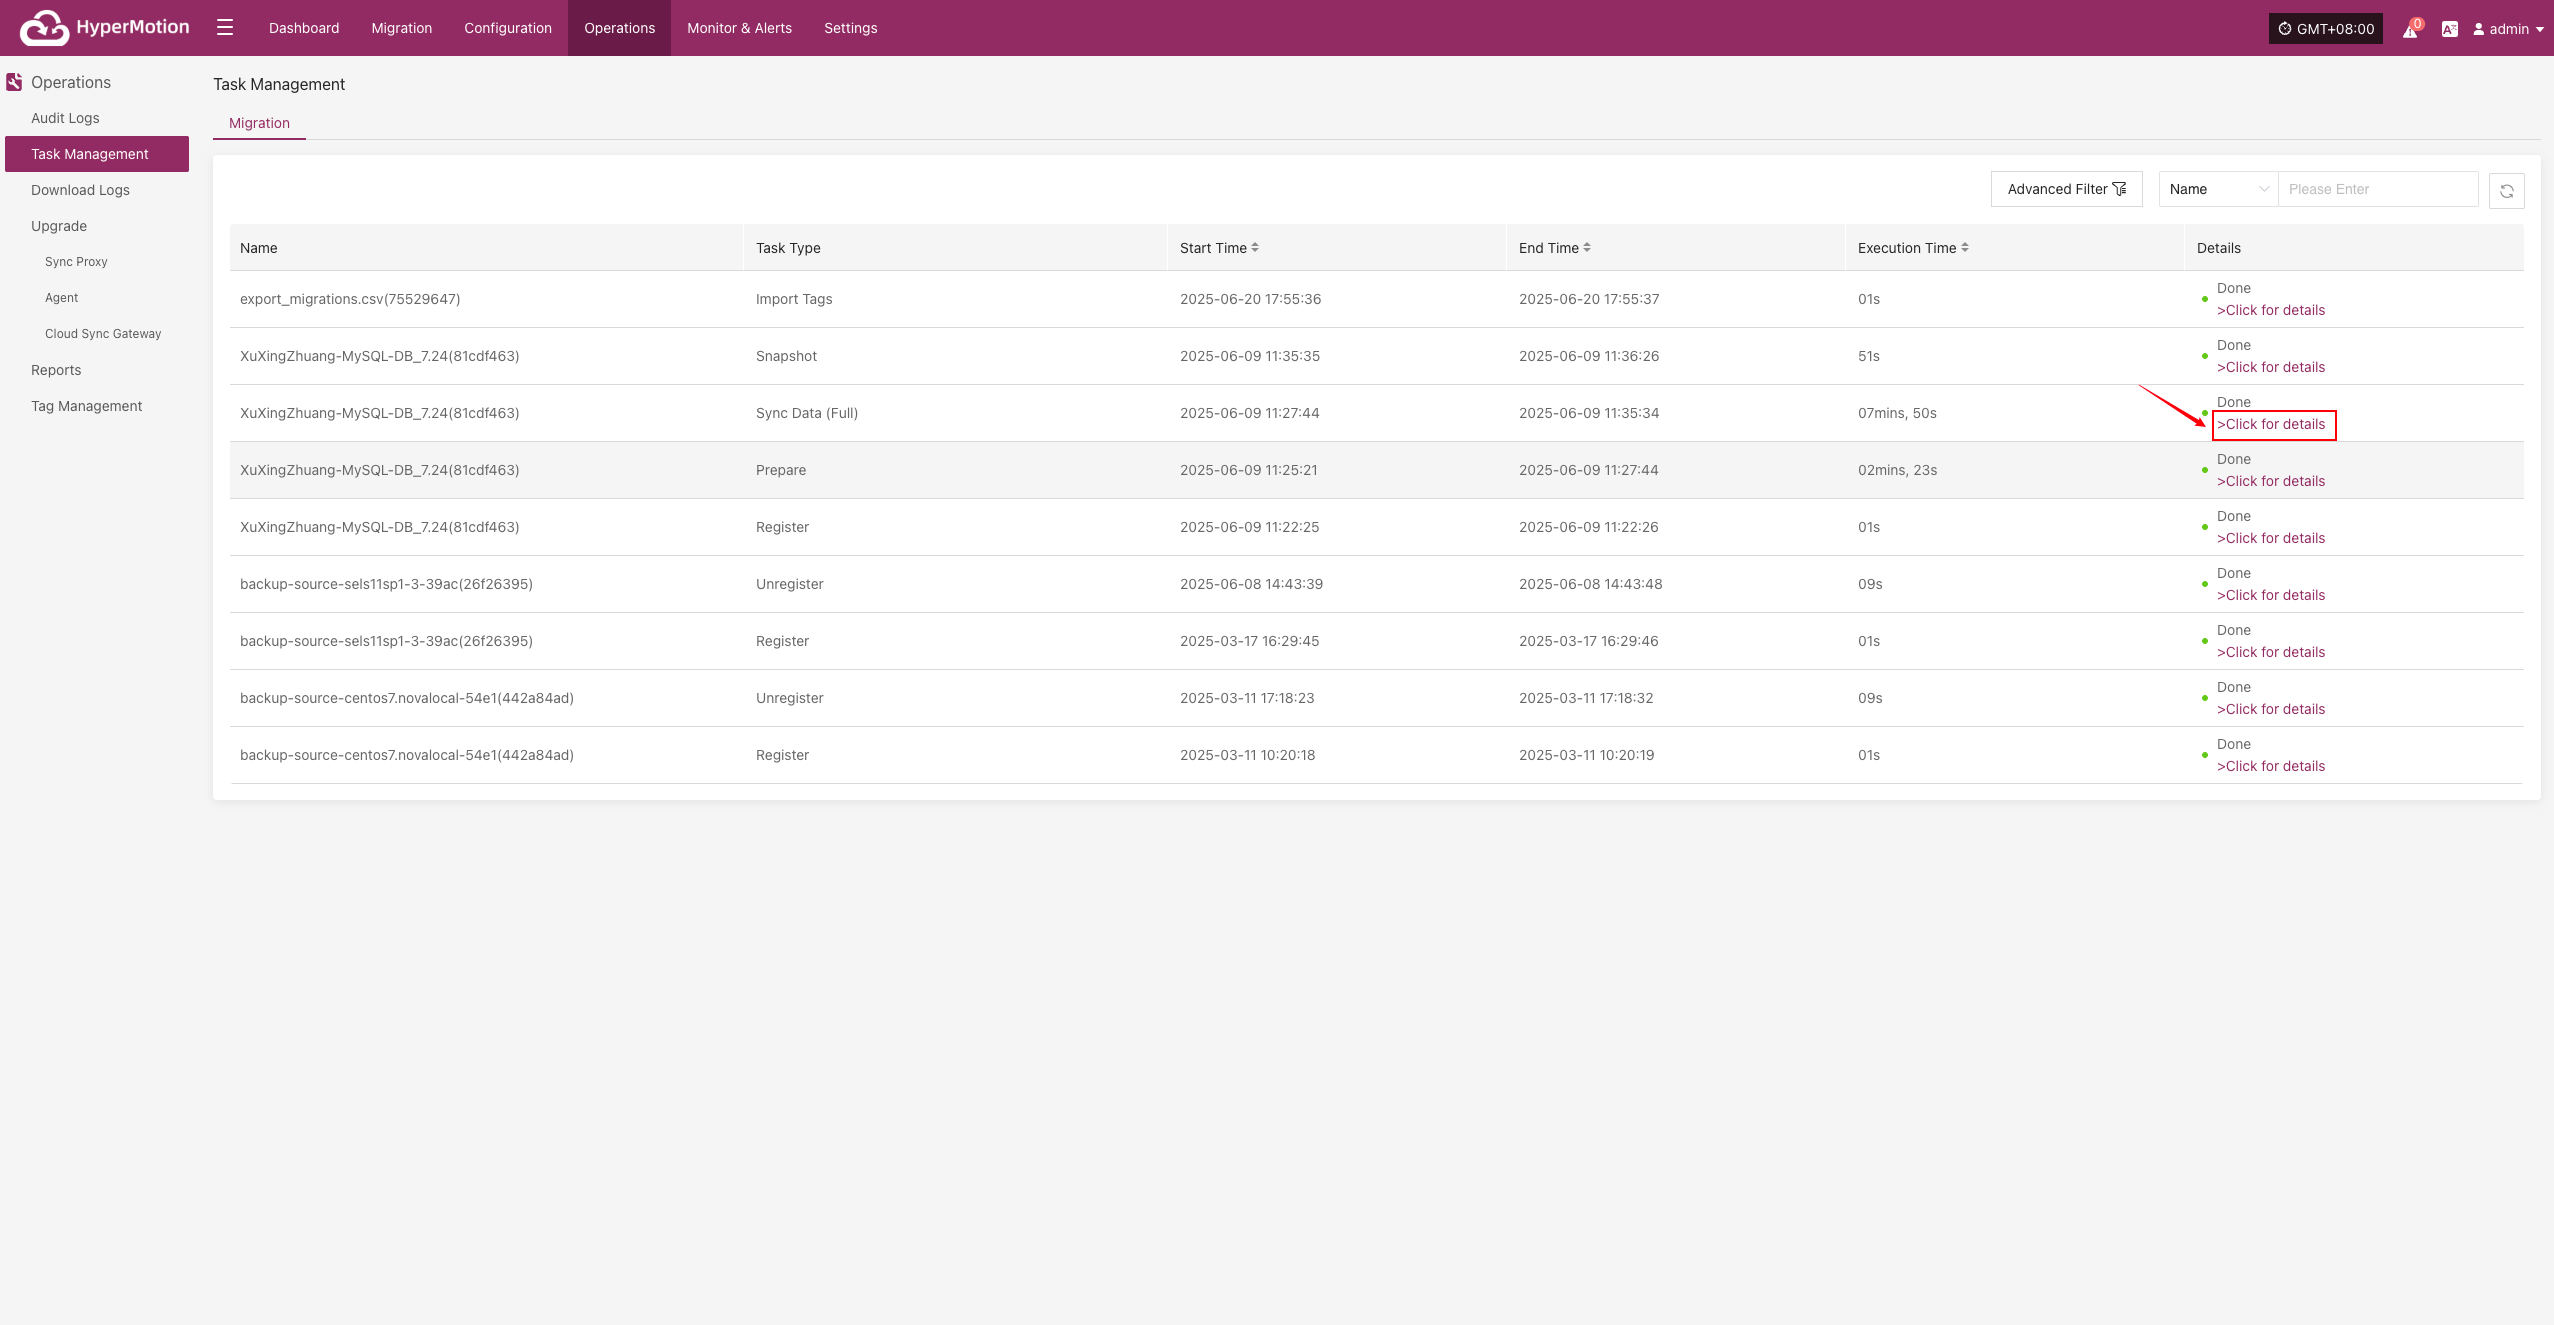 HyperMotion
Dashboard Migration Configuration Operations Monitor & Alerts Settings
GMT+08:00 0 A admin
Operations
Audit Logs
Task Management
Download Logs
Upgrade
Sync Proxy
Agent
Cloud Sync Gateway
Reports
Tag Management
Task Management
Migration
Advanced Filter Name Please Enter
Name Task Type Start Time End Time Execution Time Details
export_migrations.csv(75529647) Import Tags 2025-06-20 17:55:36 2025-06-20 17:55:37 01s Done
>Click for details
XuXingZhuang-MySQL-DB_7.24(81cdf463) Snapshot 2025-06-09 11:35:35 2025-06-09 11:36:26 51s Done
>Click for details
XuXingZhuang-MySQL-DB_7.24(81cdf463) Sync Data (Full) 2025-06-09 11:27:44 2025-06-09 11:35:34 07mins, 50s Done
>Click for details
XuXingZhuang-MySQL-DB_7.24(81cdf463) Prepare 2025-06-09 11:25:21 2025-06-09 11:27:44 02mins, 23s Done
>Click for details
XuXingZhuang-MySQL-DB_7.24(81cdf463) Register 2025-06-09 11:22:25 2025-06-09 11:22:26 01s Done
>Click for details
backup-source-sels11sp1-3-39ac(26f26395) Unregister 2025-06-08 14:43:39 2025-06-08 14:43:48 09s Done
>Click for details
backup-source-sels11sp1-3-39ac(26f26395) Register 2025-03-17 16:29:45 2025-03-17 16:29:46 01s Done
>Click for details
backup-source-centos7.novalocal-54e1(442a84ad) Unregister 2025-03-11 17:18:23 2025-03-11 17:18:32 09s Done
>Click for details
backup-source-centos7.novalocal-54e1(442a84ad) Register 2025-03-11 10:20:18 2025-03-11 10:20:19 01s Done
>Click for details